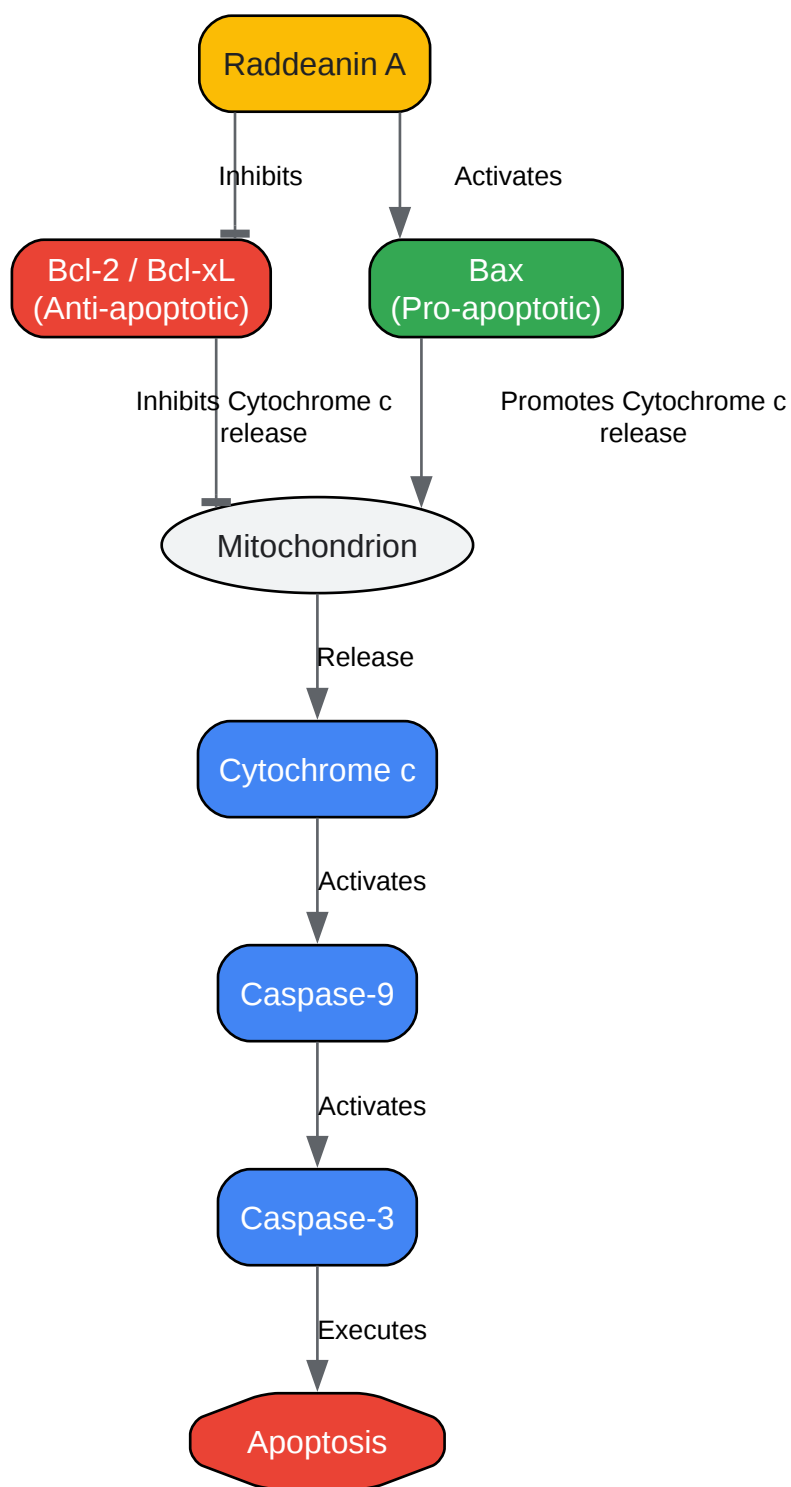 Raddeanin A
Inhibits
Activates
Bcl-2 / Bcl-xL
(Anti-apoptotic)
Bax
(Pro-apoptotic)
Inhibits Cytochrome c
release
Promotes Cytochrome c
release
Mitochondrion
Release
Cytochrome c
Activates
Caspase-9
Activates
Caspase-3
Executes
Apoptosis